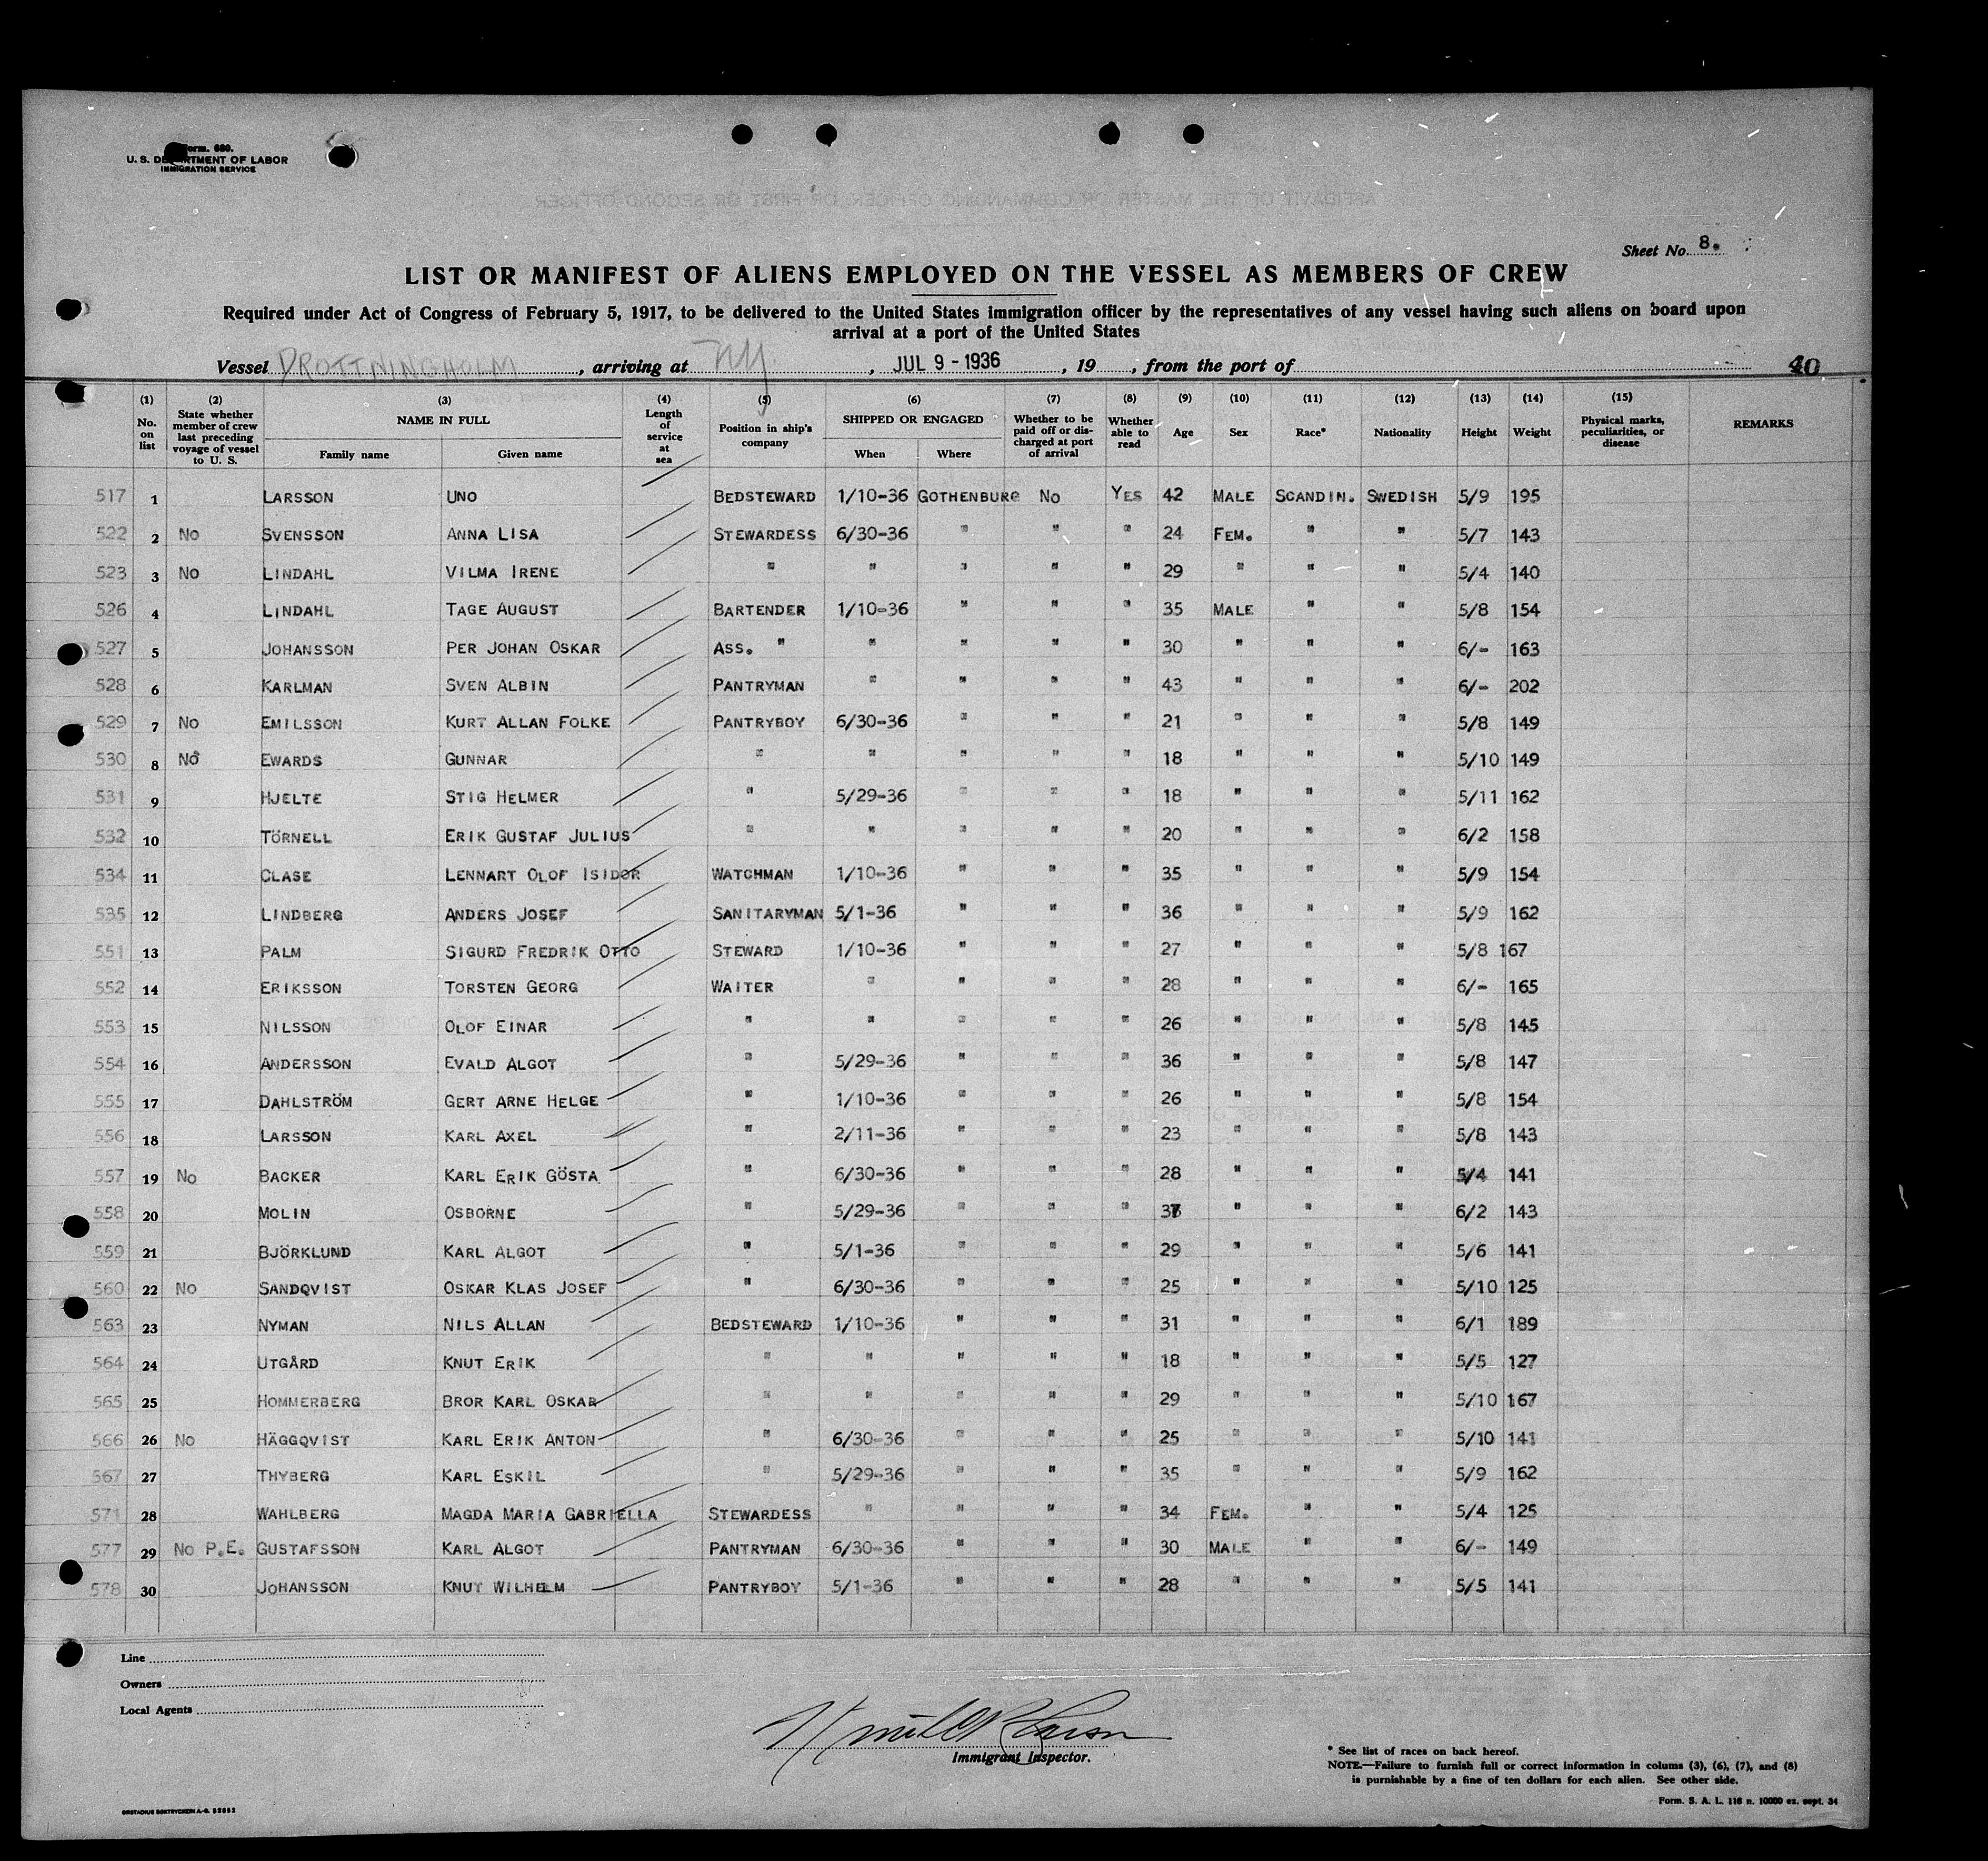 Form. 680.
U. S. DEPARTMENT OF LABOR
IMMIGRATION SERVICE
Sheet No. 8.
LIST OR MANIFEST OF ALIENS EMPLOYED ON THE VESSEL AS MEMBERS OF CREW
Required under Act of Congress of February 5, 1917, to be delivered to the United States immigration officer by the representatives of any vessel having such aliens on board upon
arrival at a port of the United States
Vessel DROTTNINGHOLM, arriving at N.Y., JUL 9 - 1936, 19 , from the port of 40
(1) (2) (3) (4) (5) (6) (7) (8) (9) (10) (11) (12) (13) (14) (15)
No. on list | State whether member of crew last preceding voyage of vessel to U. S. | NAME IN FULL | Family name | Given name | Length of service at sea | Position in ship's company | SHIPPED OR ENGAGED | When | Where | Whether to be paid off or discharged at port of arrival | Whether able to read | Age | Sex | Race* | Nationality | Height | Weight | Physical marks, peculiarities, or disease | REMARKS
517 1 LARSSON UNO BEDSTEWARD 1/10-36 GOTHENBURG No YES 42 MALE SCANDIN. SWEDISH 5/9 195
522 2 No SVENSSON ANNA LISA STEWARDESS 6/30-36 " " " 24 FEM. " " 5/7 143
523 3 No LINDAHL VILMA IRENE " " " " " 29 " " " 5/4 140
526 4 LINDAHL TAGE AUGUST BARTENDER 1/10-36 " " " 35 MALE " " 5/8 154
527 5 JOHANSSON PER JOHAN OSKAR ASS. " " " " " 30 " " " 6/- 163
528 6 KARLMAN SVEN ALBIN PANTRYMAN " " " " 43 " " " 6/- 202
529 7 No EMILSSON KURT ALLAN FOLKE PANTRYBOY 6/30-36 " " " 21 " " " 5/8 149
530 8 No EWARDS GUNNAR " " " " " 18 " " " 5/10 149
531 9 HJELTE STIG HELMER " 5/29-36 " " " 18 " " " 5/11 162
532 10 TÖRNELL ERIK GUSTAF JULIUS " " " " " 20 " " " 6/2 158
534 11 CLASE LENNART OLOF ISIDOR WATCHMAN 1/10-36 " " " 35 " " " 5/9 154
535 12 LINDBERG ANDERS JOSEF SANITARYMAN 5/1-36 " " " 36 " " " 5/9 162
551 13 PALM SIGURD FREDRIK OTTO STEWARD 1/10-36 " " " 27 " " " 5/8 167
552 14 ERIKSSON TORSTEN GEORG WAITER " " " " 28 " " " 6/- 165
553 15 NILSSON OLOF EINAR " " " " " 26 " " " 5/8 145
554 16 ANDERSSON EVALD ALGOT " 5/29-36 " " " 36 " " " 5/8 147
555 17 DAHLSTRÖM GERT ARNE HELGE " 1/10-36 " " " 26 " " " 5/8 154
556 18 LARSSON KARL AXEL " 2/11-36 " " " 23 " " " 5/8 143
557 19 No BACKER KARL ERIK GÖSTA " 6/30-36 " " " 28 " " " 5/4 141
558 20 MOLIN OSBORNE " 5/29-36 " " " " " " 6/2 143
559 21 BJÖRKLUND KARL ALGOT " 5/1-36 " " " 29 " " " 5/6 141
560 22 No SANDQVIST OSKAR KLAS JOSEF " 6/30-36 " " " 25 " " " 5/10 125
563 23 NYMAN NILS ALLAN BEDSTEWARD 1/10-36 " " " 31 " " " 6/1 189
564 24 UTGÅRD KNUT ERIK " " " " " 18 " " " 5/5 127
565 25 HOMMERBERG BROR KARL OSKAR " " " " " 29 " " " 5/10 167
566 26 No HÄGGQVIST KARL ERIK ANTON " 6/30-36 " " " 25 " " " 5/10 141
567 27 THYBERG KARL ESKIL " 5/29-36 " " " 35 " " " 5/9 162
571 28 WAHLBERG MAGDA MARIA GABRIELLA STEWARDESS " " " " 34 FEM. " " 5/4 125
577 29 No P.E. GUSTAFSSON KARL ALGOT PANTRYMAN 6/30-36 " " " 30 MALE " " 6/- 149
578 30 JOHANSSON KNUT WILHELM PANTRYBOY 5/1-36 " " " 28 " " " 5/5 141
Line
Owners
Local Agents
Immigrant Inspector.
* See list of races on back hereof.
NOTE.—Failure to furnish full or correct information in colums (3), (6), (7), and (8)
is purnishable by a fine of ten dollars for each alien. See other side.
Form. S. A. L. 116 n. 10000 ex. sept. 34